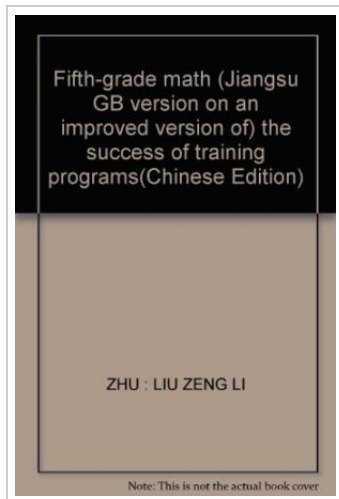 Fifth-grade math (Jiangsu
GB version on an
improved version of) the
success of training
programs(Chinese Edition)
ZHU : LIU ZENG LI
Note: This is not the actual book cover